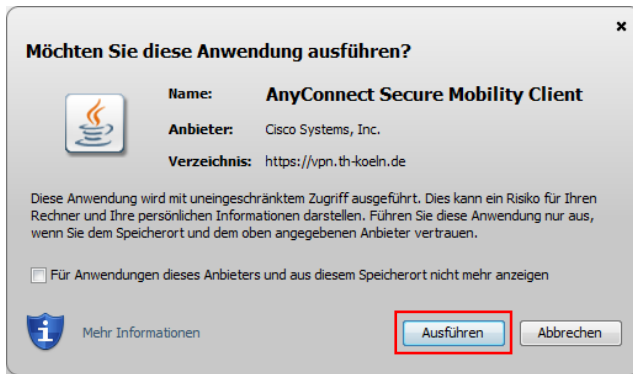 Möchten Sie diese Anwendung ausführen?
Name: AnyConnect Secure Mobility Client
Anbieter: Cisco Systems, Inc.
Verzeichnis: https://vpn.th-koeln.de
Diese Anwendung wird mit uneingeschränktem Zugriff ausgeführt. Dies kann ein Risiko für Ihren
Rechner und Ihre persönlichen Informationen darstellen. Führen Sie diese Anwendung nur aus,
wenn Sie dem Speicherort und dem oben angegebenen Anbieter vertrauen.
Für Anwendungen dieses Anbieters und aus diesem Speicherort nicht mehr anzeigen
Mehr Informationen Ausführen Abbrechen